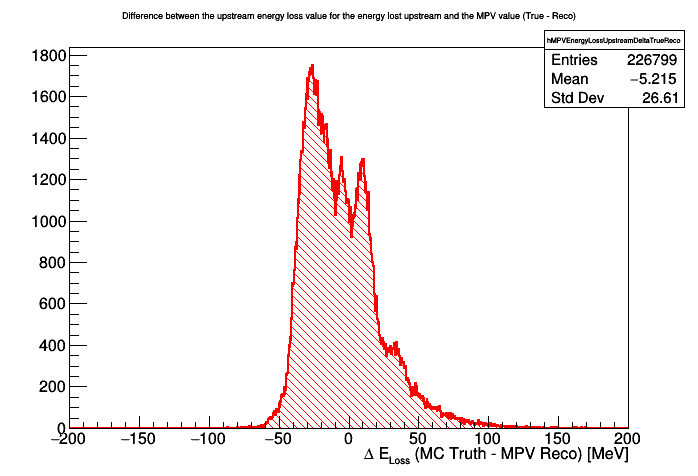 Difference between the upstream energy loss value for the energy lost upstream and the MPV value (True - Reco)
hMPVEnergyLossUpstreamDeltaTrueReco
Entries 226799
Mean −5.215
Std Dev 26.61
1800
1600
1400
1200
1000
800
600
400
200
0
−200 −150 −100 −50 0 50 100 150 200
Δ E_Loss (MC Truth - MPV Reco) [MeV]